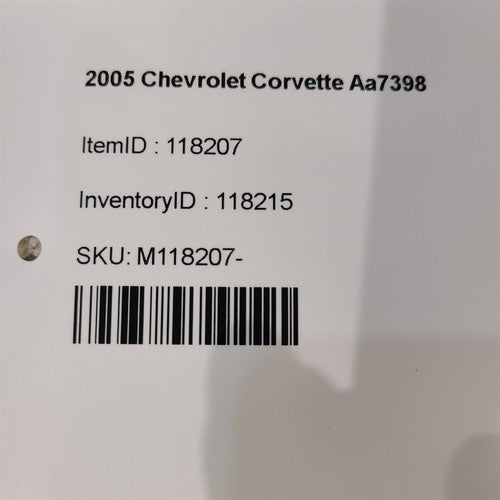 2005 Chevrolet Corvette Aa7398
ItemID : 118207
InventoryID : 118215
SKU: M118207-